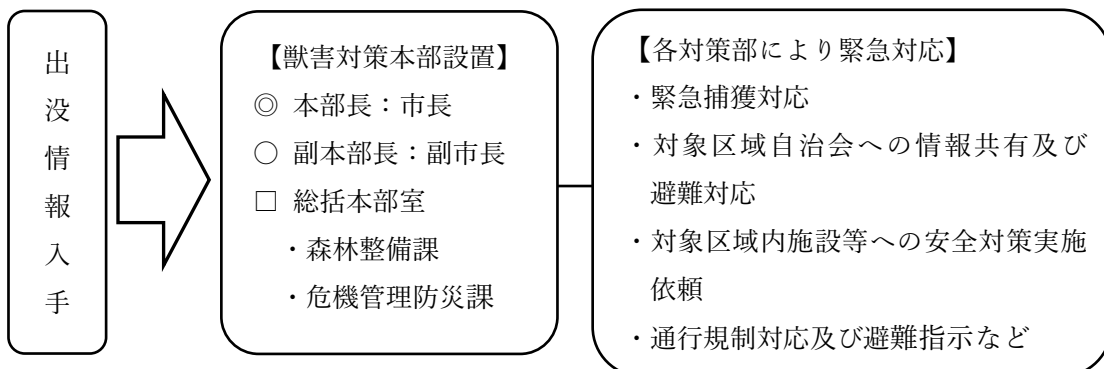 出没情報入手
【獣害対策本部設置】
◎ 本部長：市長
○ 副本部長：副市長
□ 総括本部室
・森林整備課
・危機管理防災課
【各対策部により緊急対応】
・緊急捕獲対応
・対象区域自治会への情報共有及び
避難対応
・対象区域内施設等への安全対策実施
依頼
・通行規制対応及び避難指示など